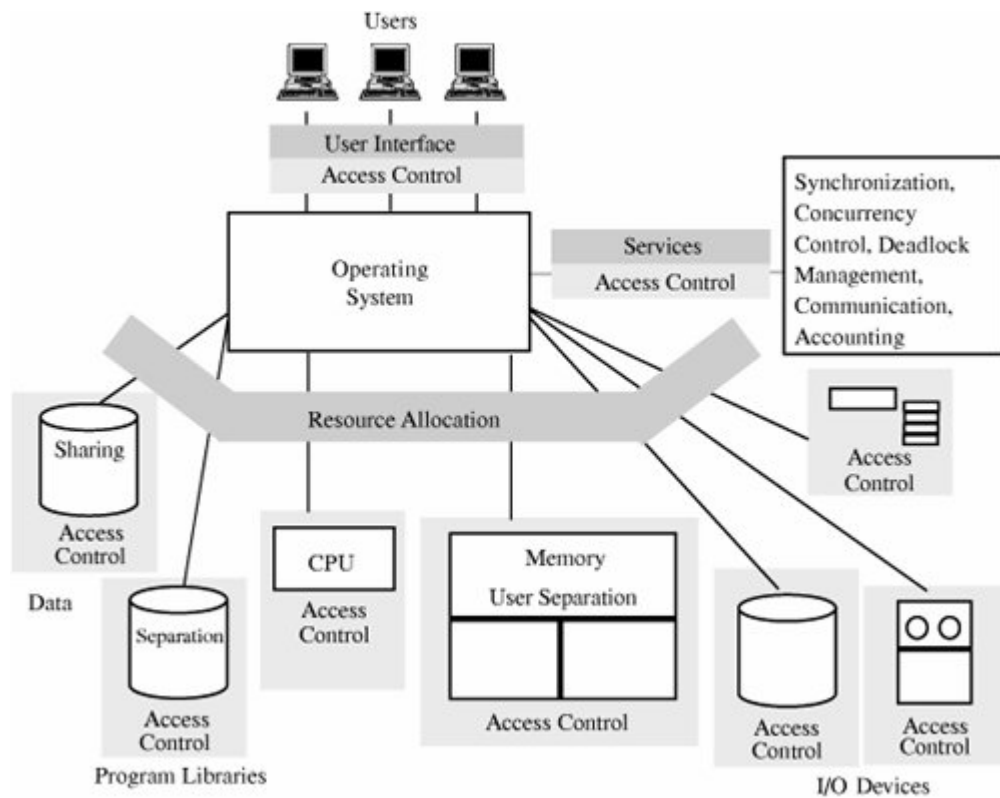 Users
User Interface
Access Control
Operating
System
Services
Access Control
Synchronization,
Concurrency
Control, Deadlock
Management,
Communication,
Accounting
Resource Allocation
Sharing
Access
Control
Data
Separation
Access
Control
Program Libraries
CPU
Access
Control
Memory
User Separation
Access Control
Access
Control
Access
Control
Access
Control
I/O Devices